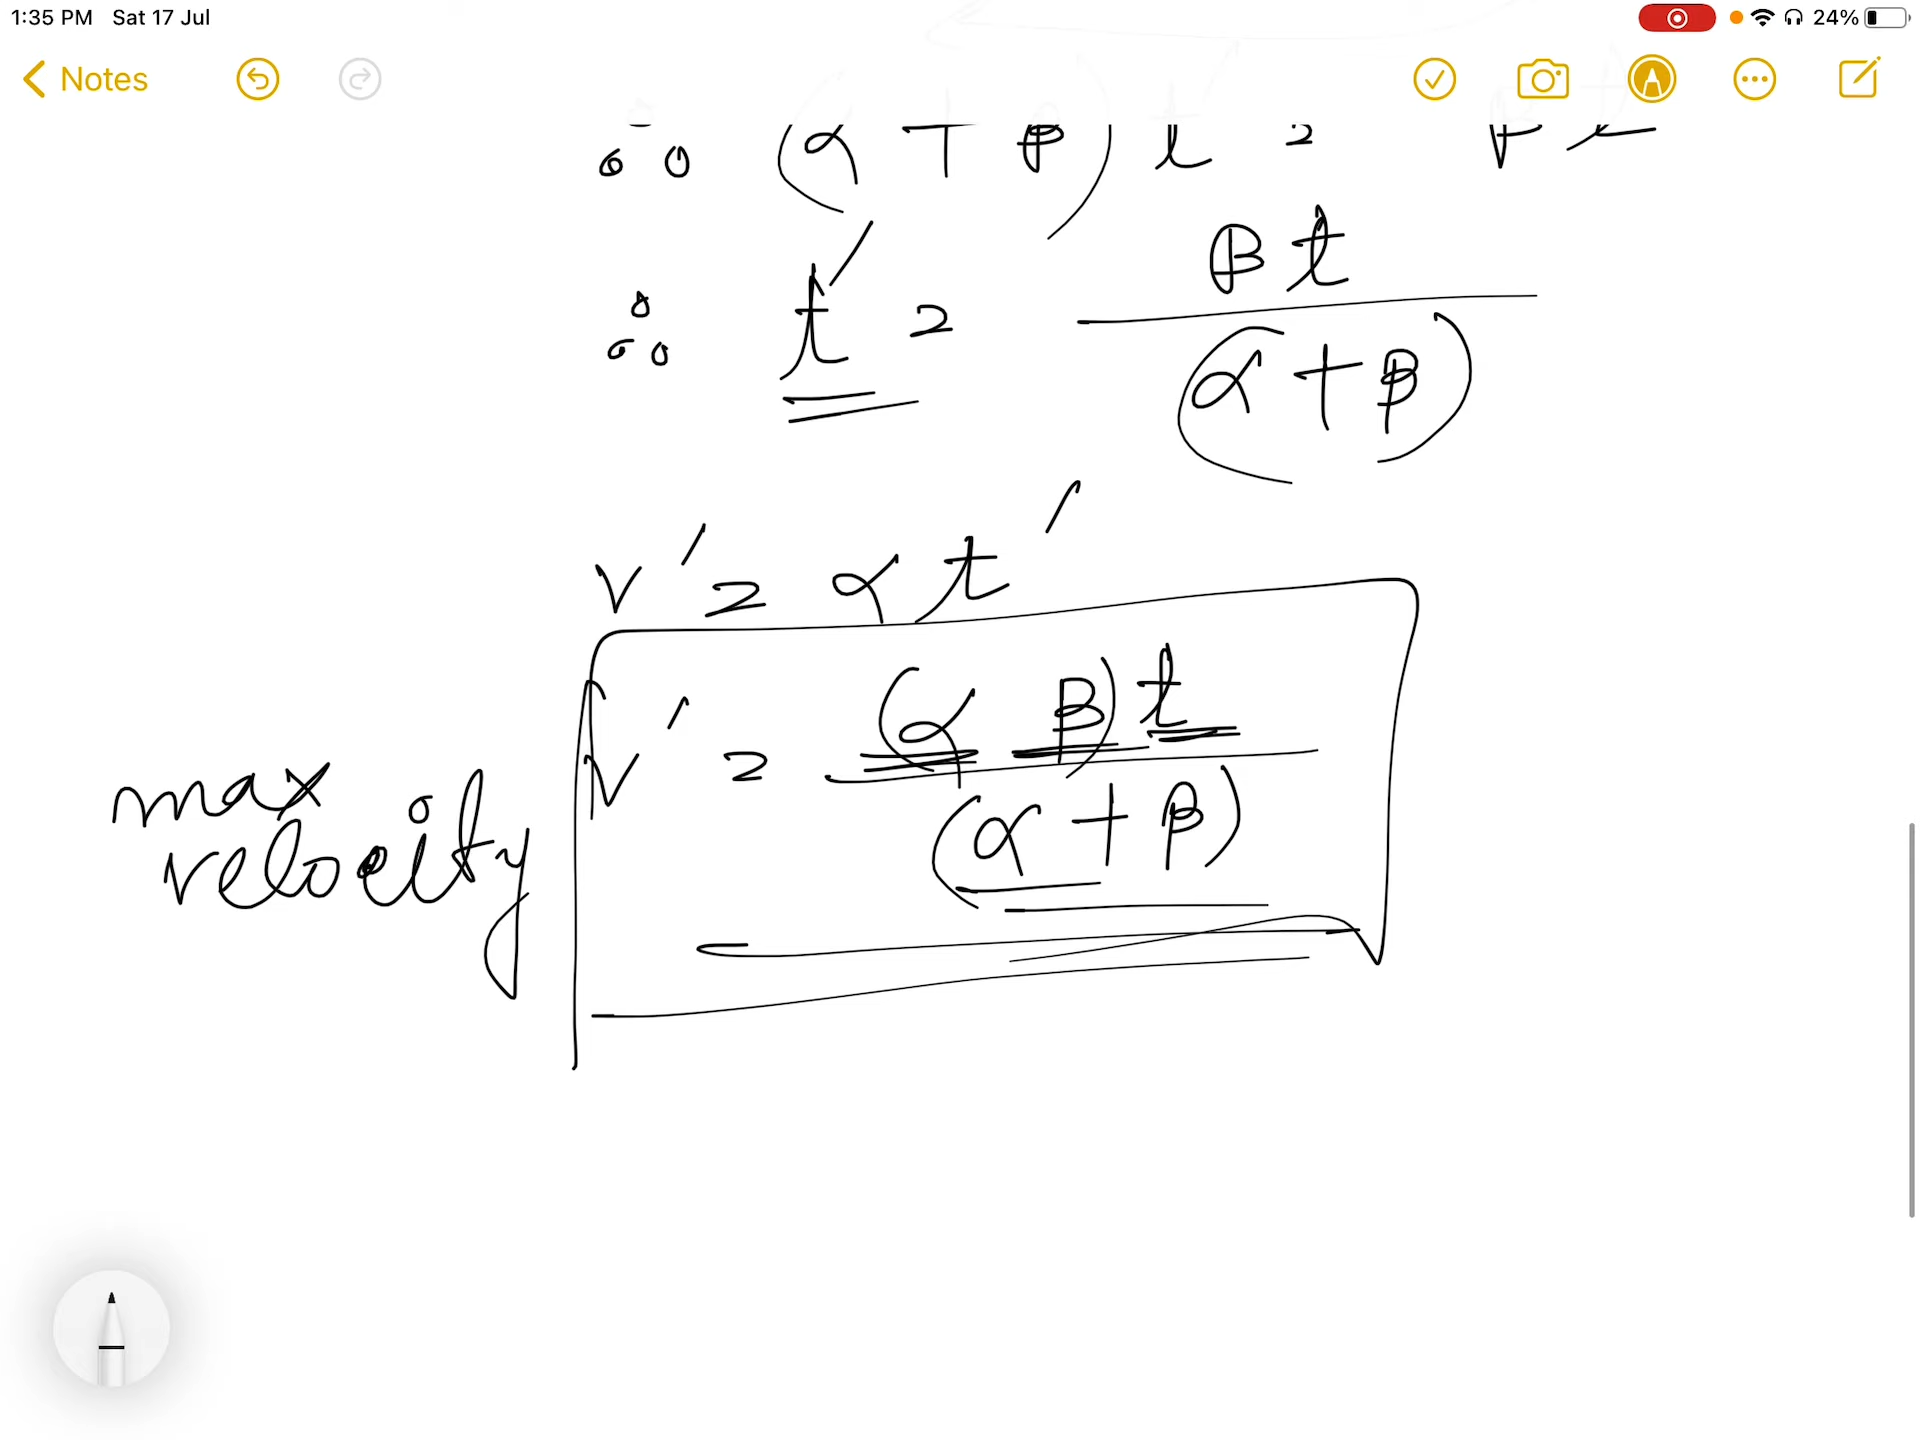 1:35 PM Sat 17 Jul 24%
Notes
∴ (α + β) t = β t
∴ t' = βt / (α + β)
v' = α t'
v' = (α β) t / (α + β)
max
velocity